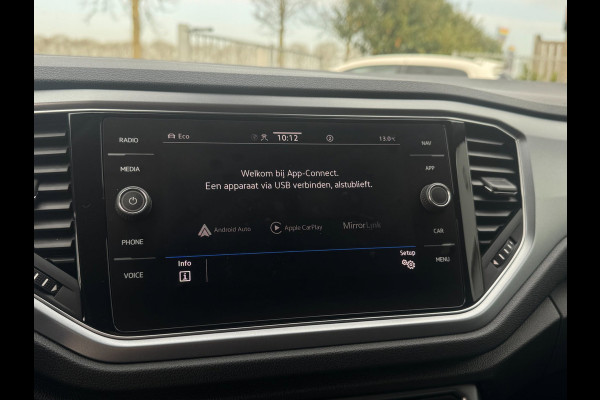 RADIO
MEDIA
PHONE
VOICE
Eco
10:12
13.0°C
Welkom bij App-Connect.
Een apparaat via USB verbinden, alstublieft.
Android Auto
Apple CarPlay
MirrorLink
Info
Setup
NAV
APP
CAR
MENU